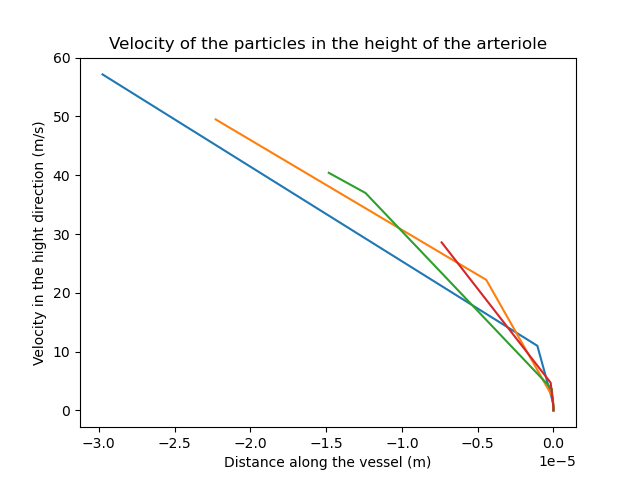 Velocity of the particles in the height of the arteriole
Velocity in the hight direction (m/s)
60
50
40
30
20
10
0
−3.0 −2.5 −2.0 −1.5 −1.0 −0.5 0.0
1e−5
Distance along the vessel (m)